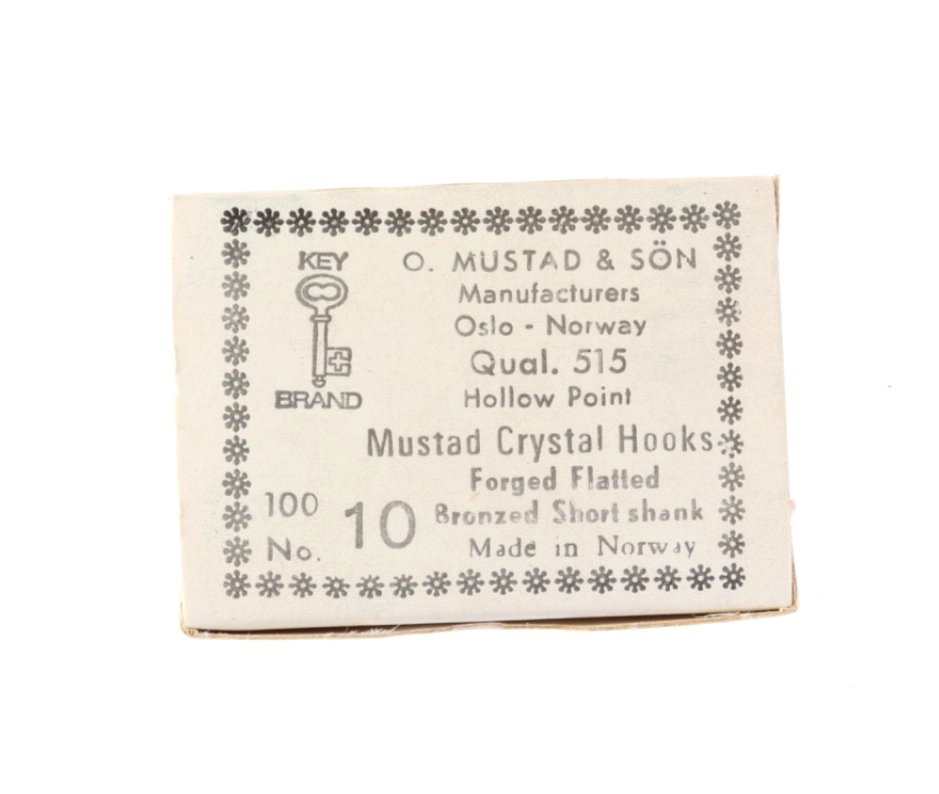 KEY
BRAND
O. MUSTAD & SÖN
Manufacturers
Oslo - Norway
Qual. 515
Hollow Point
Mustad Crystal Hooks
Forged Flatted
Bronzed Short shank
Made in Norway
100
No. 10